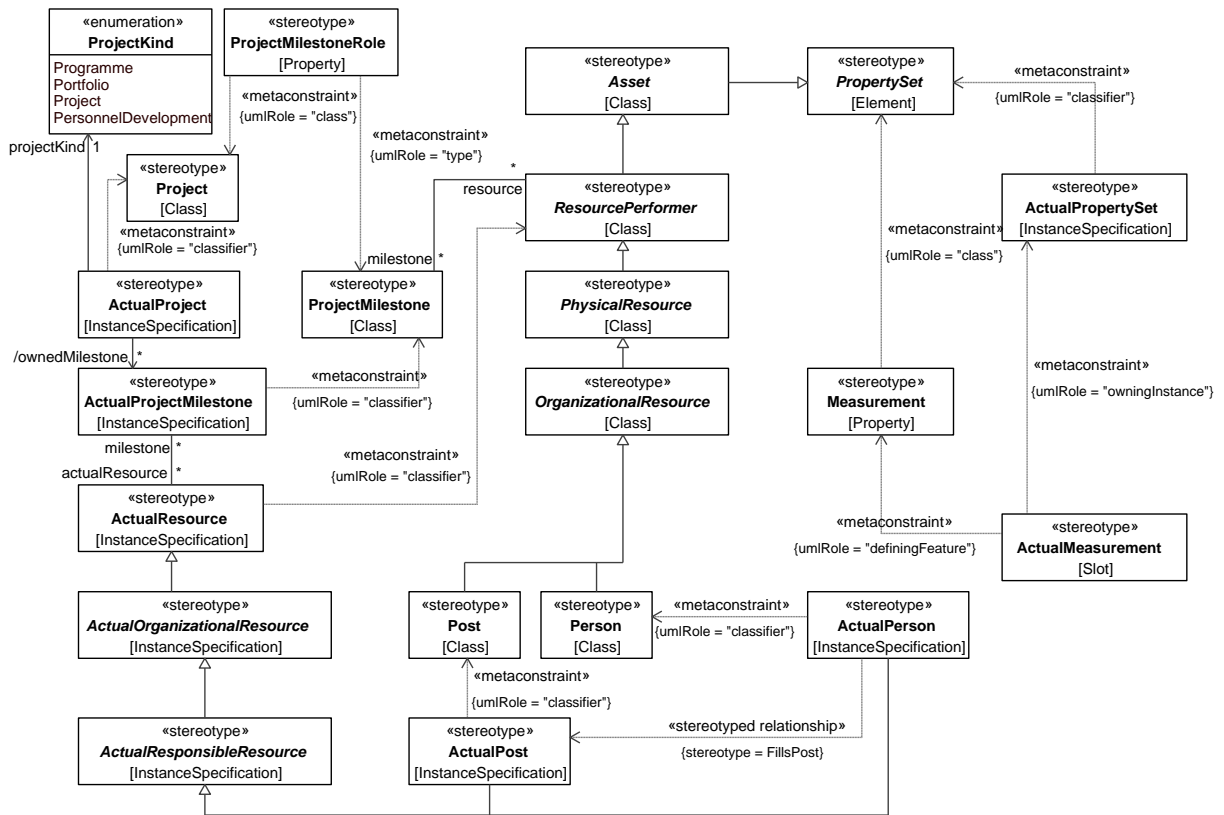 «enumeration»
ProjectKind
Programme
Portfolio
Project
PersonnelDevelopment
«stereotype»
ProjectMilestoneRole
[Property]
«stereotype»
Asset
[Class]
«stereotype»
PropertySet
[Element]
«metaconstraint»
{umlRole = "classifier"}
«metaconstraint»
{umlRole = "class"}
«metaconstraint»
{umlRole = "type"}
projectKind 1
«stereotype»
Project
[Class]
*
resource
«stereotype»
ResourcePerformer
[Class]
«stereotype»
ActualPropertySet
[InstanceSpecification]
«metaconstraint»
{umlRole = "classifier"}
«metaconstraint»
{umlRole = "class"}
milestone *
«stereotype»
ActualProject
[InstanceSpecification]
«stereotype»
ProjectMilestone
[Class]
«stereotype»
PhysicalResource
[Class]
/ownedMilestone *
«stereotype»
ActualProjectMilestone
[InstanceSpecification]
«metaconstraint»
{umlRole = "classifier"}
«stereotype»
OrganizationalResource
[Class]
«stereotype»
Measurement
[Property]
«metaconstraint»
{umlRole = "owningInstance"}
milestone *
actualResource *
«metaconstraint»
{umlRole = "classifier"}
«stereotype»
ActualResource
[InstanceSpecification]
«metaconstraint»
{umlRole = "definingFeature"}
«stereotype»
ActualMeasurement
[Slot]
«stereotype»
ActualOrganizationalResource
[InstanceSpecification]
«stereotype»
Post
[Class]
«stereotype»
Person
[Class]
«metaconstraint»
{umlRole = "classifier"}
«stereotype»
ActualPerson
[InstanceSpecification]
«metaconstraint»
{umlRole = "classifier"}
«stereotype»
ActualResponsibleResource
[InstanceSpecification]
«stereotype»
ActualPost
[InstanceSpecification]
«stereotyped relationship»
{stereotype = FillsPost}